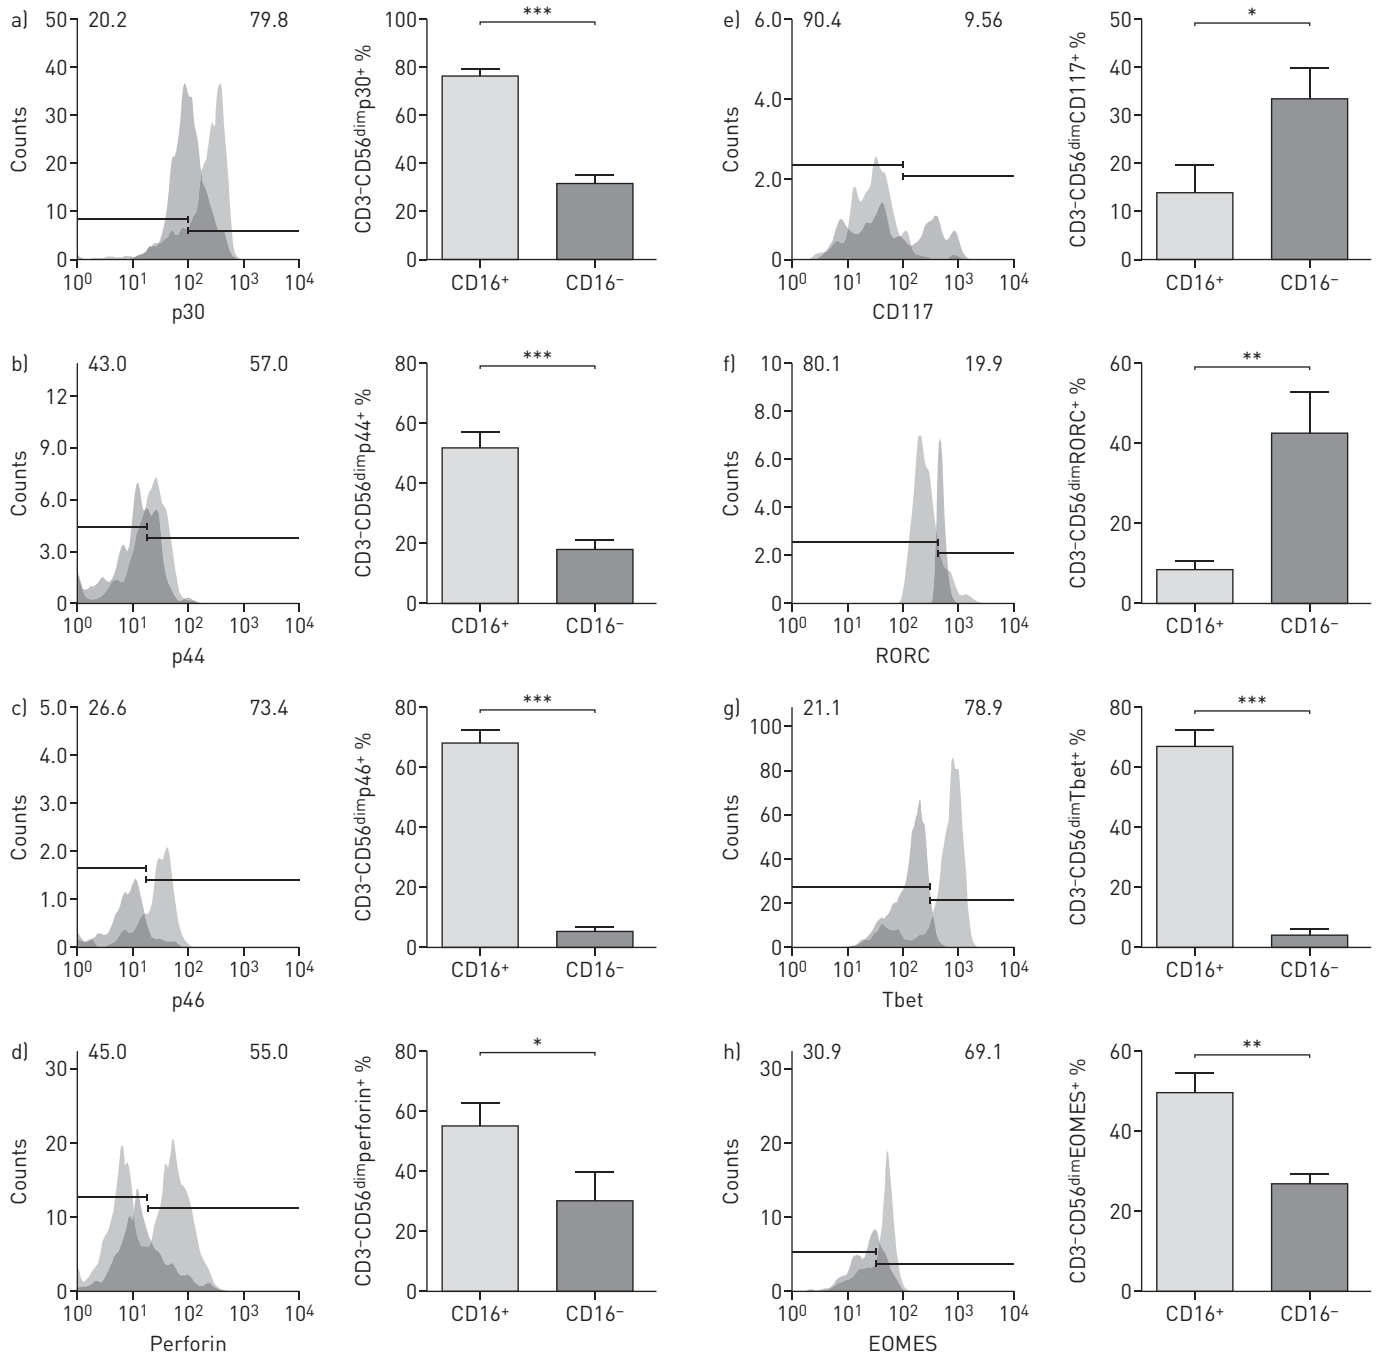 a)
20.2 79.8
50
40
30
20
10
0
Counts
10⁰ 10¹ 10² 10³ 10⁴
p30
***
100
80
60
40
20
0
CD3⁻CD56ᵈⁱᵐp30⁺ %
CD16⁺ CD16⁻
e)
90.4 9.56
6.0
4.0
2.0
0
Counts
10⁰ 10¹ 10² 10³ 10⁴
CD117
*
50
40
30
20
10
0
CD3⁻CD56ᵈⁱᵐCD117⁺ %
CD16⁺ CD16⁻
b)
43.0 57.0
12
9.0
6.0
3.0
0
Counts
10⁰ 10¹ 10² 10³ 10⁴
p44
***
80
60
40
20
0
CD3⁻CD56ᵈⁱᵐp44⁺ %
CD16⁺ CD16⁻
f)
80.1 19.9
10
8.0
6.0
4.0
2.0
0
Counts
10⁰ 10¹ 10² 10³ 10⁴
RORC
**
60
40
20
0
CD3⁻CD56ᵈⁱᵐRORC⁺ %
CD16⁺ CD16⁻
c)
26.6 73.4
5.0
4.0
3.0
2.0
1.0
0
Counts
10⁰ 10¹ 10² 10³ 10⁴
p46
***
80
60
40
20
0
CD3⁻CD56ᵈⁱᵐp46⁺ %
CD16⁺ CD16⁻
g)
21.1 78.9
100
80
60
40
20
0
Counts
10⁰ 10¹ 10² 10³ 10⁴
Tbet
***
80
60
40
20
0
CD3⁻CD56ᵈⁱᵐTbet⁺ %
CD16⁺ CD16⁻
d)
45.0 55.0
30
20
10
0
Counts
10⁰ 10¹ 10² 10³ 10⁴
Perforin
*
80
60
40
20
0
CD3⁻CD56ᵈⁱᵐperforin⁺ %
CD16⁺ CD16⁻
h)
30.9 69.1
30
20
10
0
Counts
10⁰ 10¹ 10² 10³ 10⁴
EOMES
**
60
40
20
0
CD3⁻CD56ᵈⁱᵐEOMES⁺ %
CD16⁺ CD16⁻